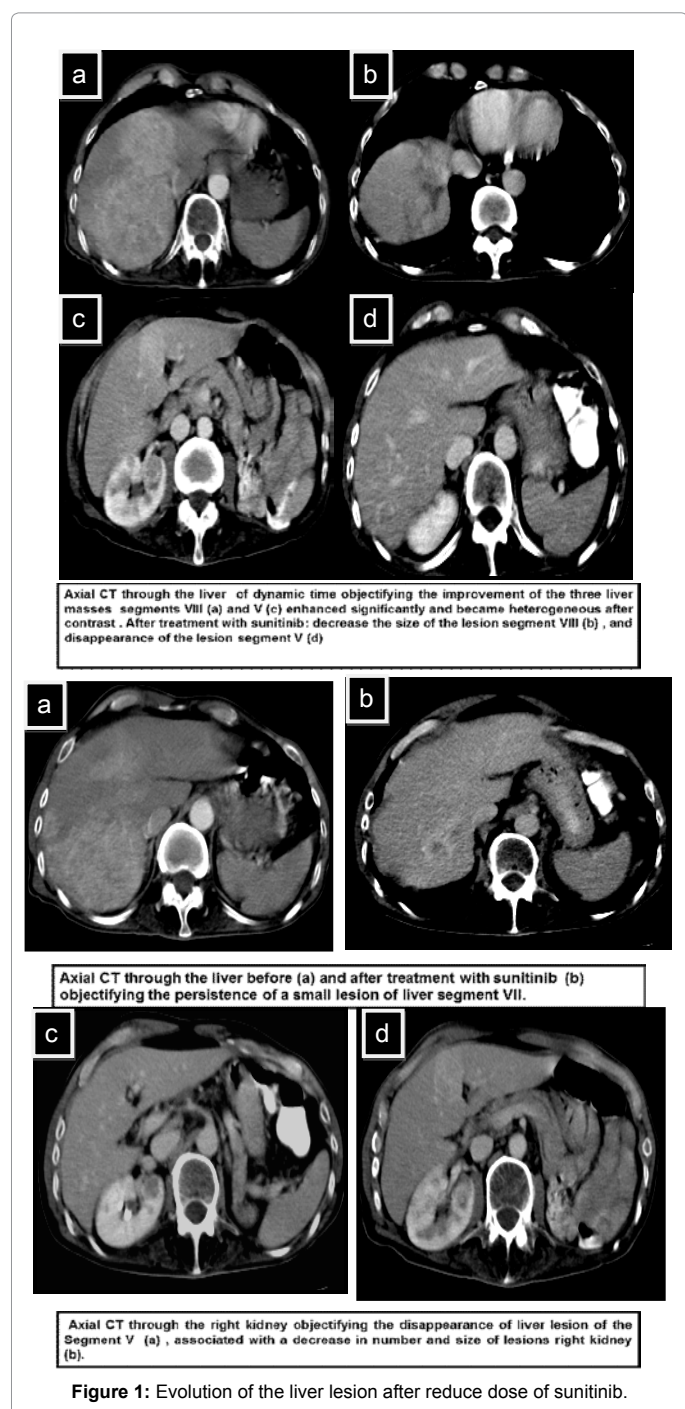 a
b
c
d
Axial CT through the liver of dynamic time objectifying the improvement of the three liver
masses segments VIII (a) and V (c) enhanced significantly and became heterogeneous after
contrast . After treatment with sunitinib: decrease the size of the lesion segment VIII (b) , and
disappearance of the lesion segment V (d)
a
b
Axial CT through the liver before (a) and after treatment with sunitinib (b)
objectifying the persistence of a small lesion of liver segment VII.
c
d
Axial CT through the right kidney objectifying the disappearance of liver lesion of the
Segment V (a) , associated with a decrease in number and size of lesions right kidney
(b).
Figure 1: Evolution of the liver lesion after reduce dose of sunitinib.